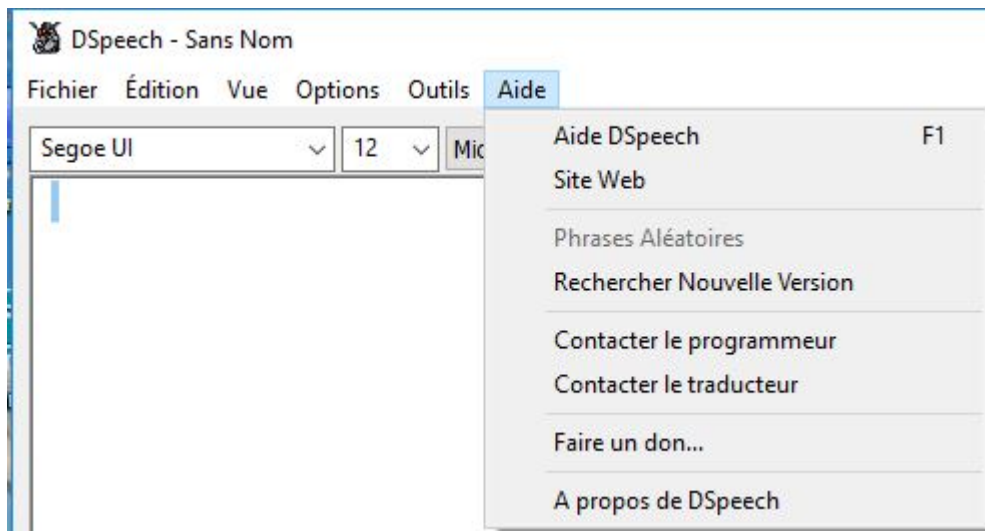 DSpeech - Sans Nom
Fichier Édition Vue Options Outils Aide
Segoe UI 12
Aide DSpeech F1
Site Web
Phrases Aléatoires
Rechercher Nouvelle Version
Contacter le programmeur
Contacter le traducteur
Faire un don...
A propos de DSpeech